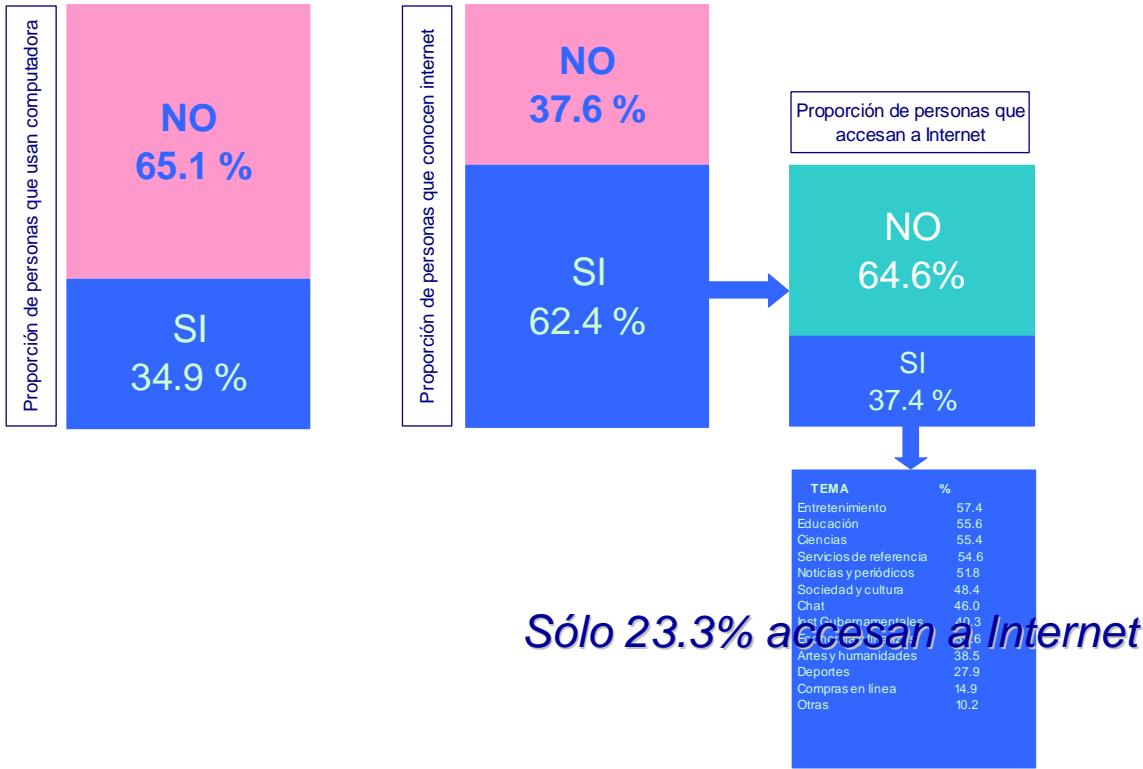 Proporción de personas que usan computadora
NO
65.1 %
SI
34.9 %
Proporción de personas que conocen internet
NO
37.6 %
SI
62.4 %
Proporción de personas que
accesan a Internet
NO
64.6%
SI
37.4 %
TEMA %
Entretenimiento 57.4
Educación 55.6
Ciencias 55.4
Servicios de referencia 54.6
Noticias y periódicos 51.8
Sociedad y cultura 48.4
Chat 46.0
Inst Gubernamentales 40.3
Sólo 23.3% accesan a Internet
Artes y humanidades 38.5
Deportes 27.9
Compras en línea 14.9
Otras 10.2